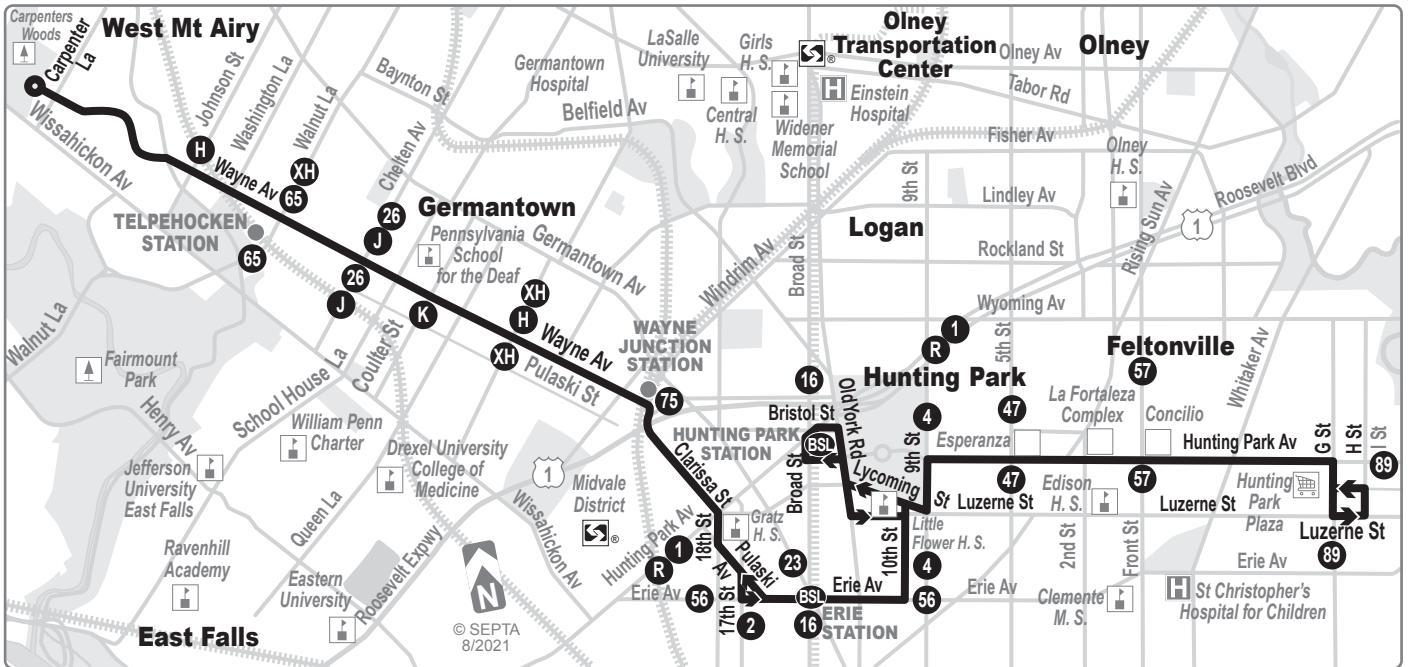 Carpenters
Woods
West Mt Airy
Carpenter
La
Wissahickon Av
Johnson St
Washington La
Walnut La
Baynton St
Chelten Av
Germantown
Hospital
Belfield Av
LaSalle
University
Girls
H. S.
Central
H. S.
Widener
Memorial
School
®
Olney
Transportation
Center
H
Einstein
Hospital
Olney
Olney Av
Tabor Rd
Fisher Av
Olney
H. S.
9th St
Lindley Av
Logan
Rockland St
Rising Sun Av
Roosevelt Blvd
1
Wyoming Av
H
Wayne Av
XH
65
TELPEHOCKEN
STATION
65
26
J
Germantown
Pennsylvania
School
for the Deaf
Germantown Av
Windrim Av
Broad St
26
J
K
XH
H
Wayne Av
XH
Pulaski St
WAYNE
JUNCTION
STATION
75
Walnut La
Fairmount
Park
Henry Av
School House La
Coulter St
William Penn
Charter
Jefferson
University
East Falls
Drexel University
College of
Medicine
Queen La
1
Wissahickon Av
Midvale
District
®
Ravenhill
Academy
Eastern
University
Roosevelt Expwy
East Falls
N
© SEPTA
8/2021
1
R
5th St
Feltonville
57
Whitaker Av
16
Hunting Park
Old York Rd
Bristol St
HUNTING PARK
STATION
BSL
Broad St
Lycoming
St
4
9th St
47
Esperanza
La Fortaleza
Complex
Concilio
Hunting Park Av
G St
H St
I St
89
Clarissa St
18th St
Gratz
H. S.
Pulaski
Av
Hunting Park Av
1
R
Erie Av
56
17th St
2
23
BSL
16
ERIE
STATION
Erie Av
10th St
Luzerne St
47
Edison
H. S.
57
Luzerne St
Hunting
Park
Plaza
Luzerne St
89
Little
Flower H. S.
4
56
Erie Av
2nd St
Front St
Clemente
M. S.
Erie Av
H
St Christopher's
Hospital for Children